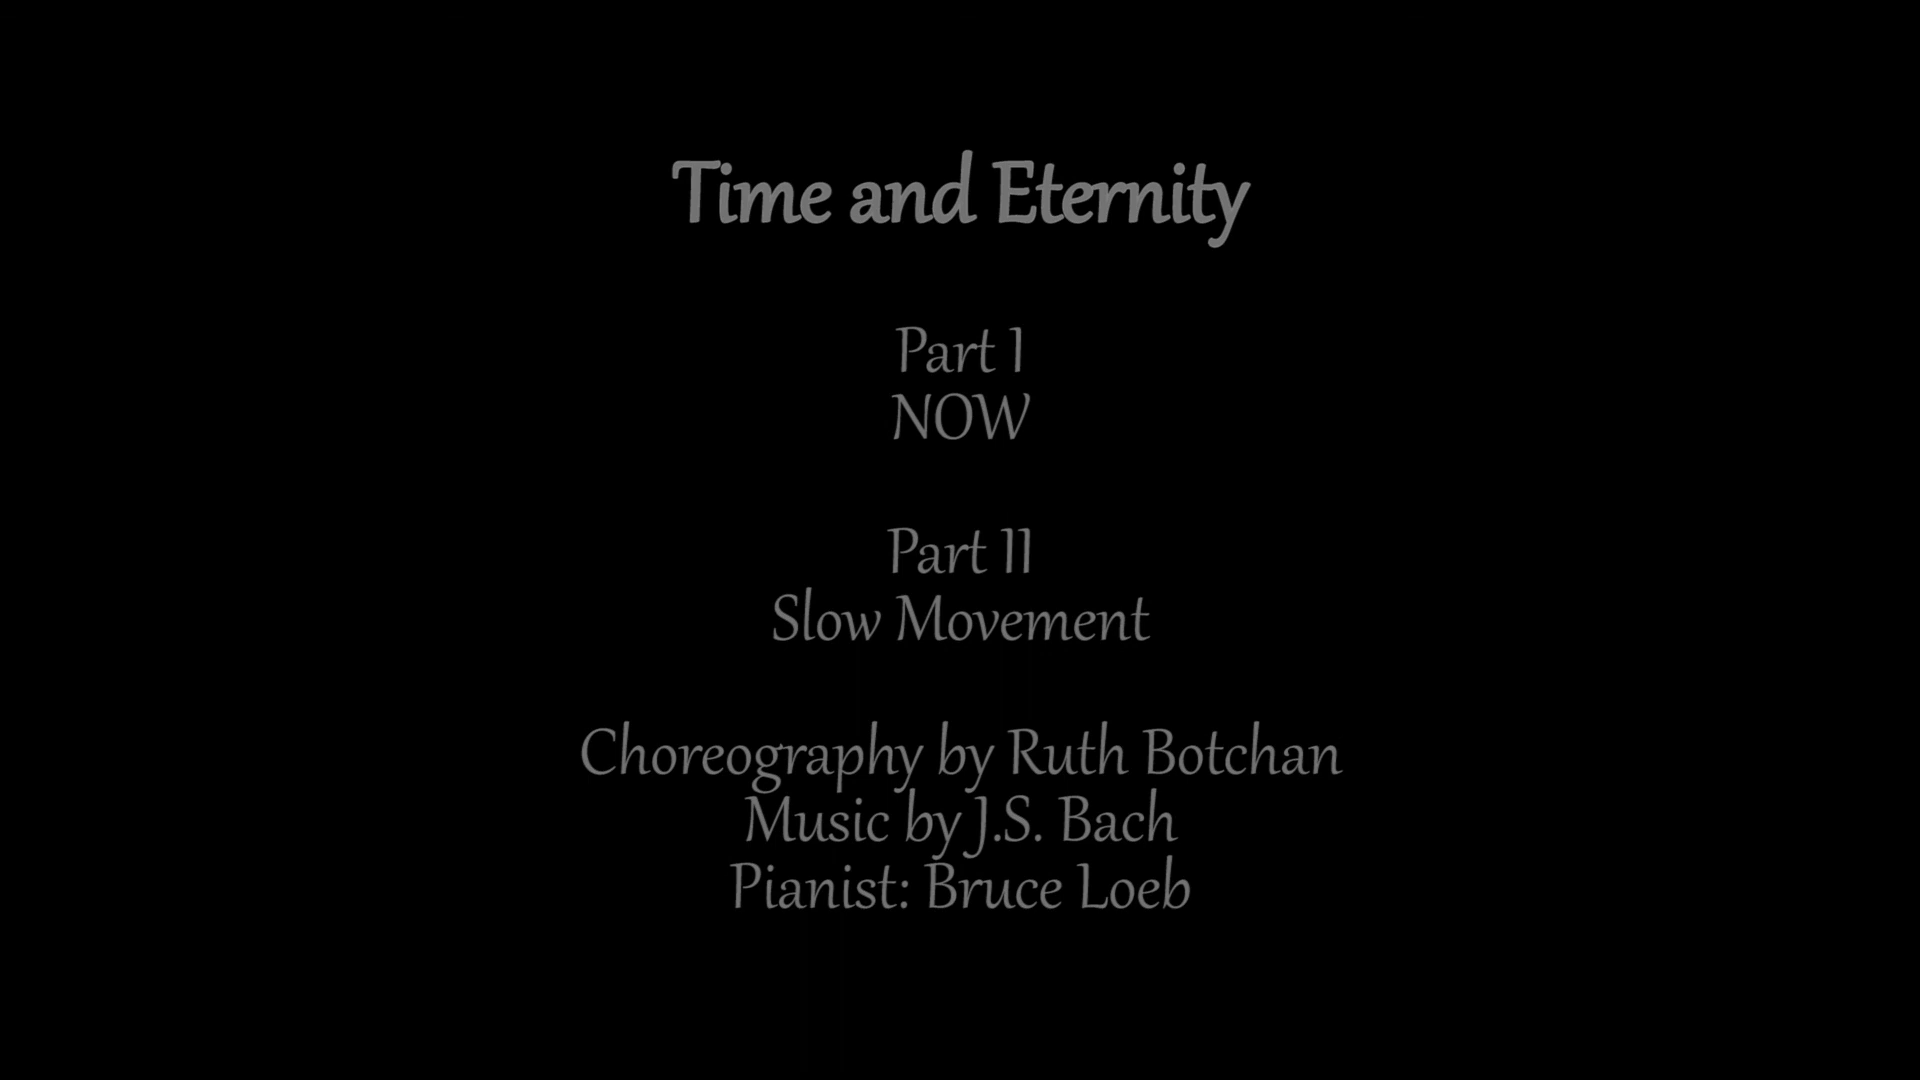 Time and Eternity
Part I
NOW
Part II
Slow Movement
Choreography by Ruth Botchan
Music by J.S. Bach
Pianist: Bruce Loeb